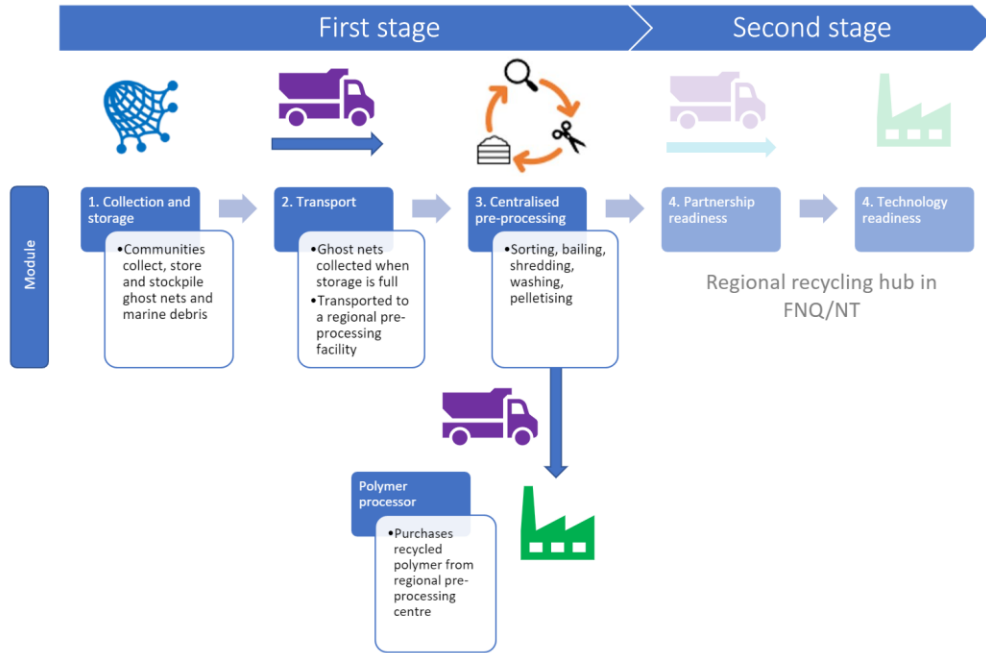 First stage
Second stage
Module
1. Collection and
storage
•Communities
collect, store
and stockpile
ghost nets and
marine debris
2. Transport
•Ghost nets
collected when
storage is full
•Transported to
a regional pre-
processing
facility
3. Centralised
pre-processing
•Sorting, bailing,
shredding,
washing,
pelletising
4. Partnership
readiness
4. Technology
readiness
Regional recycling hub in
FNQ/NT
Polymer
processor
•Purchases
recycled
polymer from
regional pre-
processing
centre